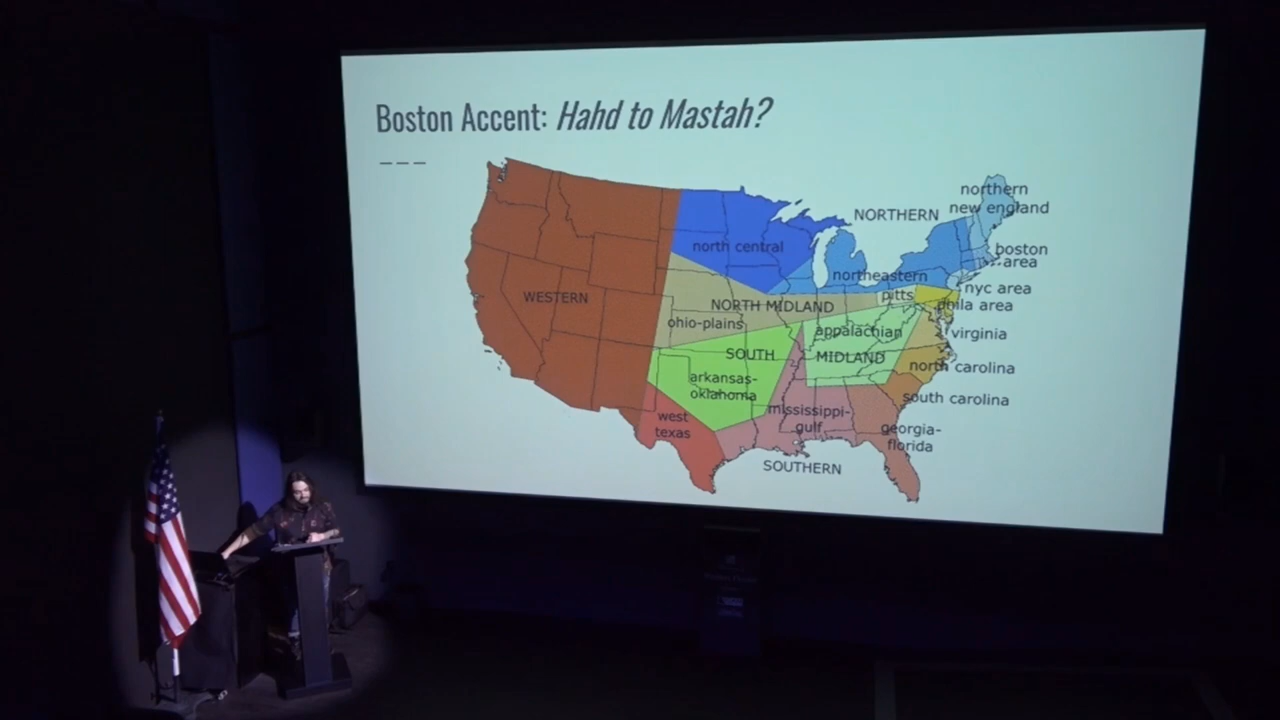 Boston Accent: Hahd to Mastah?
northern
new england
NORTHERN
north central
boston
area
northeastern
nyc area
pitts
phila area
WESTERN
NORTH MIDLAND
ohio-plains
appalachian
virginia
SOUTH
MIDLAND
north carolina
arkansas-
oklahoma
south carolina
west
texas
mississippi-
gulf
georgia-
florida
SOUTHERN